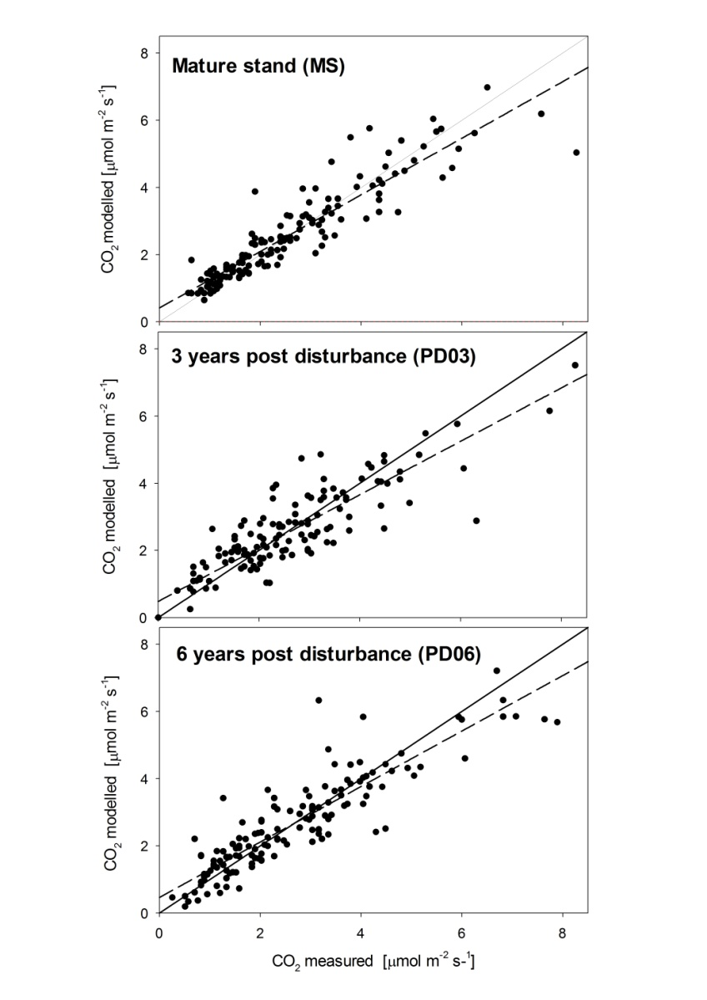 Mature stand (MS)
8
6
4
2
0
CO2 modelled [μmol m-2 s-1]
3 years post disturbance (PD03)
8
6
4
2
0
CO2 modelled [μmol m-2 s-1]
6 years post disturbance (PD06)
8
6
4
2
0
CO2 modelled [μmol m-2 s-1]
0 2 4 6 8
CO2 measured [μmol m-2 s-1]